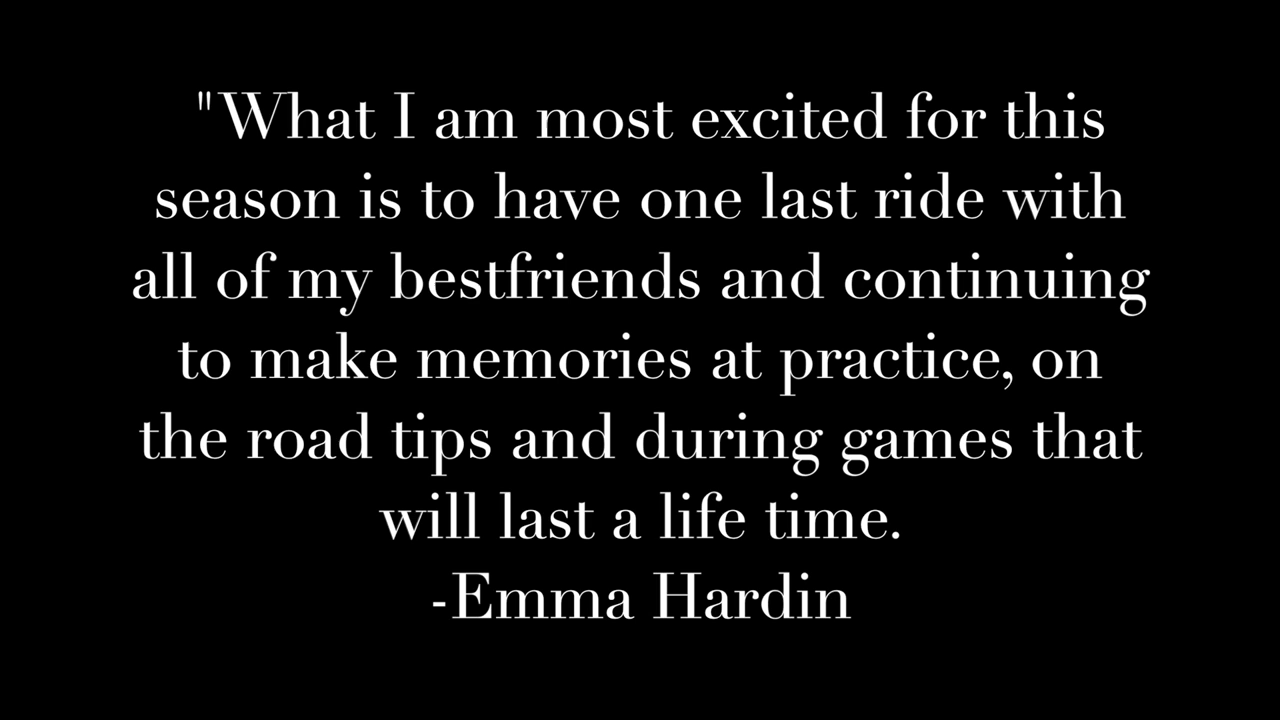 "What I am most excited for this
season is to have one last ride with
all of my bestfriends and continuing
to make memories at practice, on
the road tips and during games that
will last a life time.
-Emma Hardin